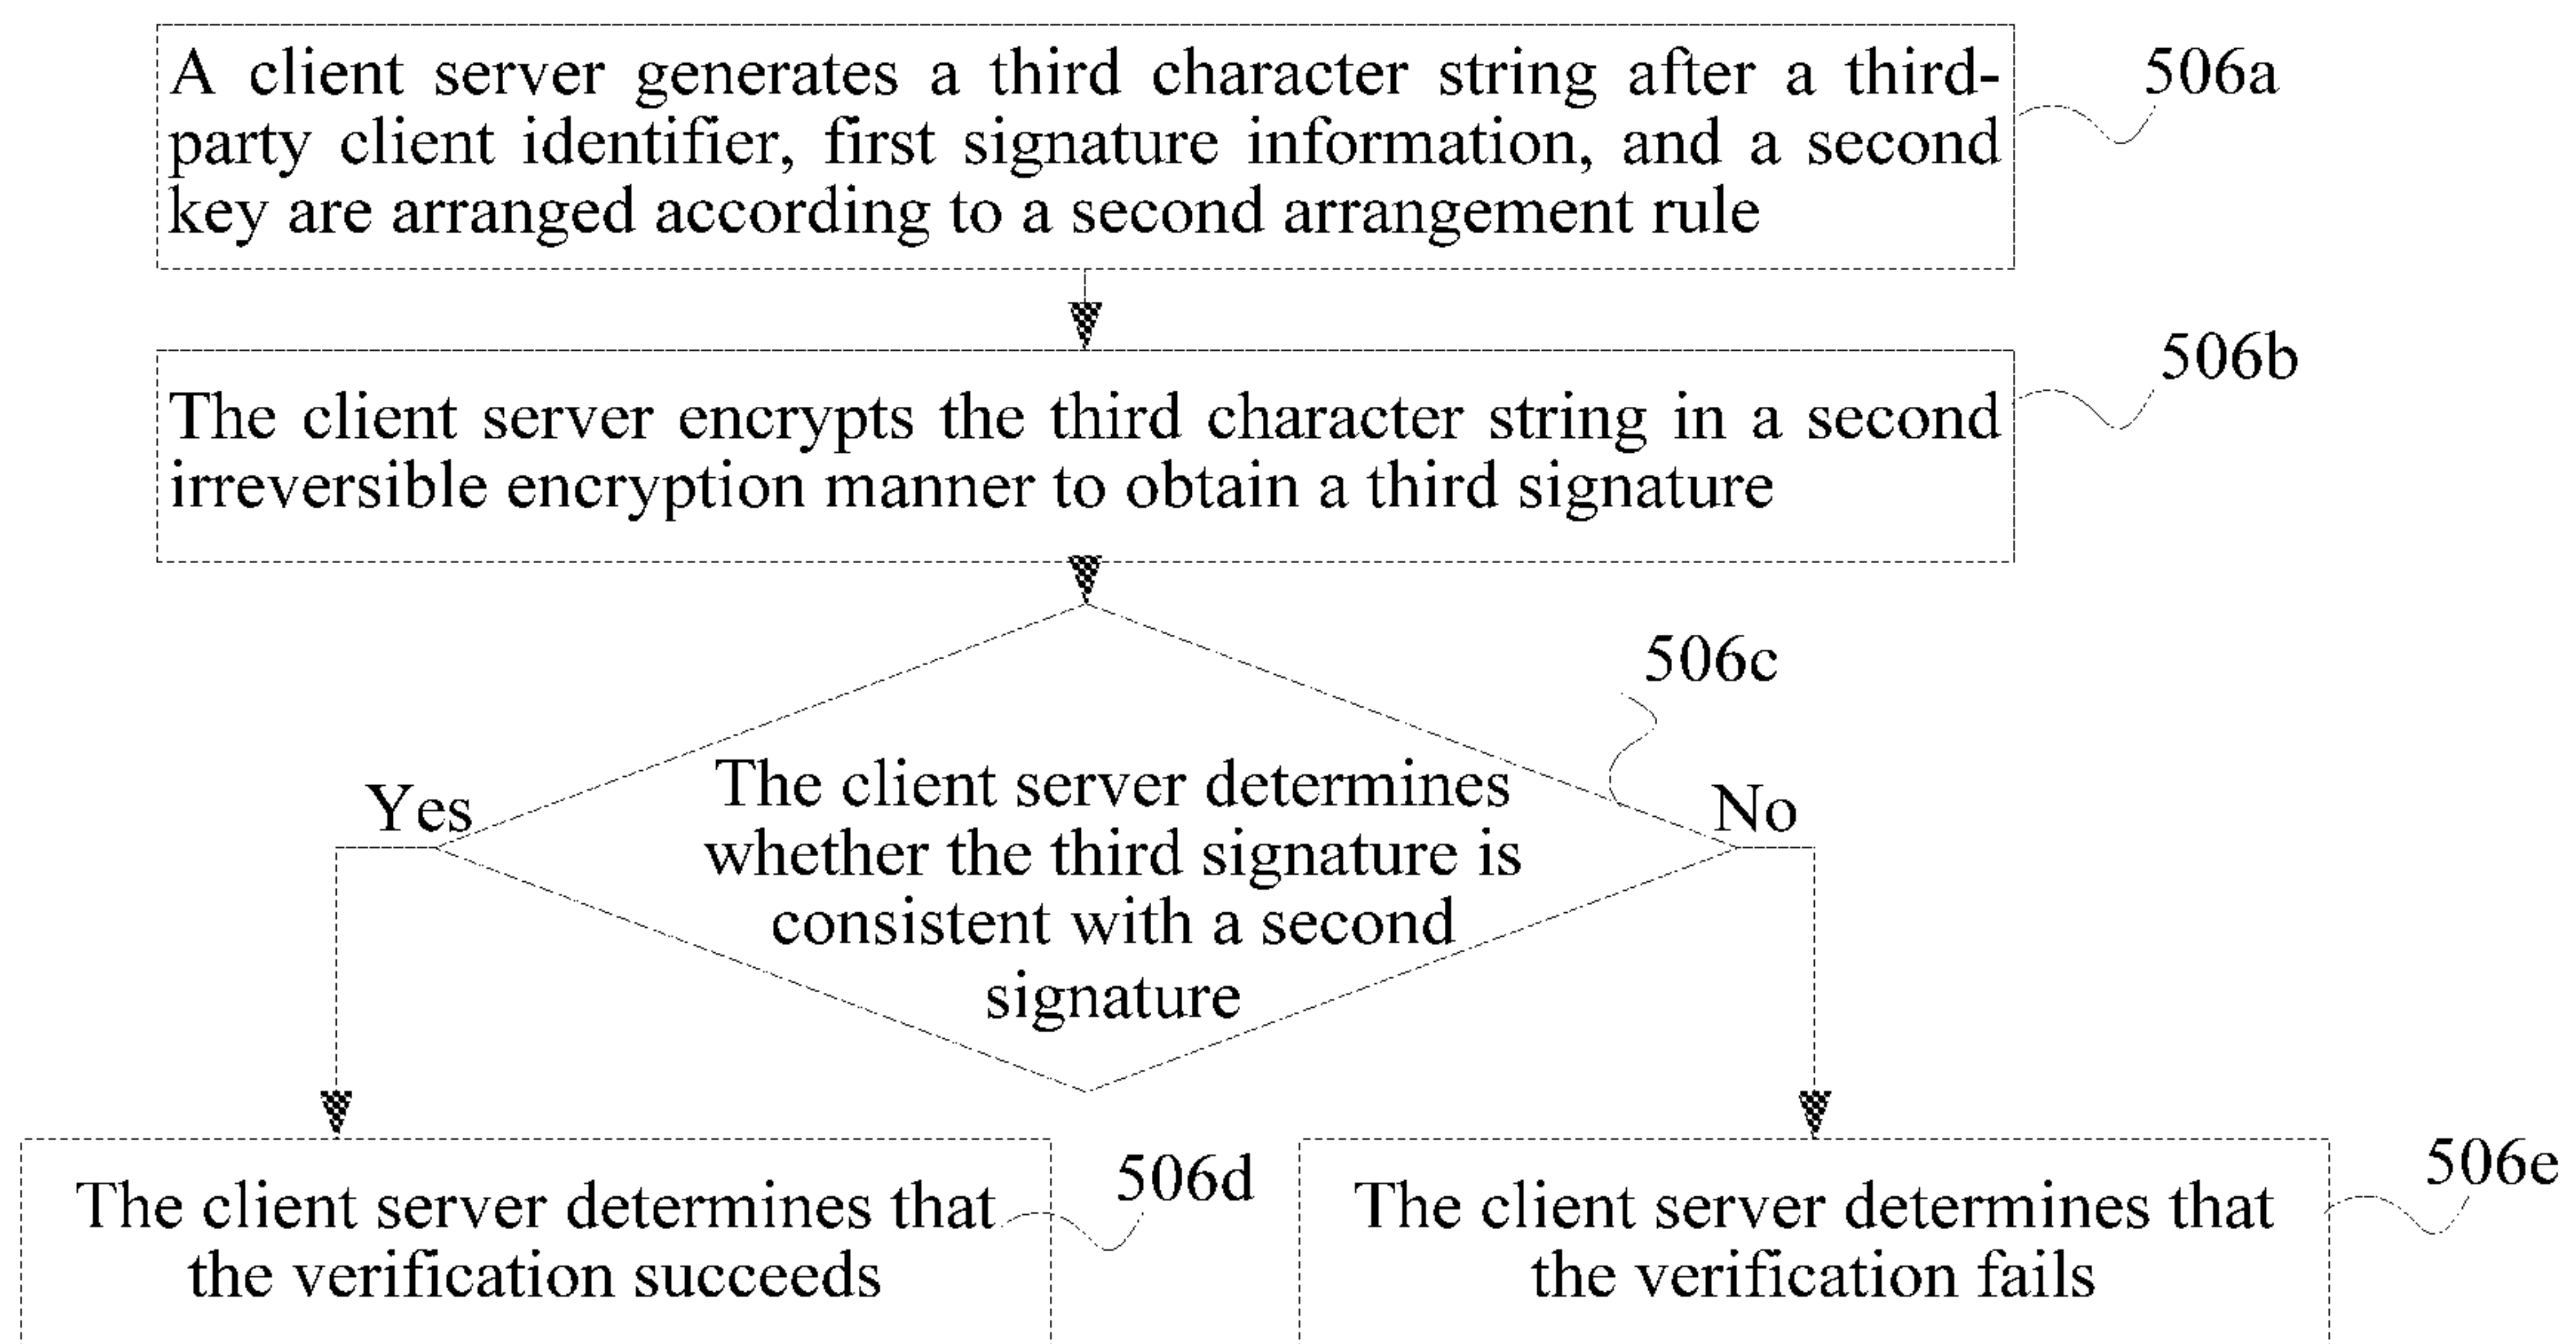 A client server generates a third character string after a third-
party client identifier, first signature information, and a second
key are arranged according to a second arrangement rule
506a
The client server encrypts the third character string in a second
irreversible encryption manner to obtain a third signature
506b
506c
The client server determines
whether the third signature is
consistent with a second
signature
Yes
No
The client server determines that
the verification succeeds
506d
The client server determines that
the verification fails
506e